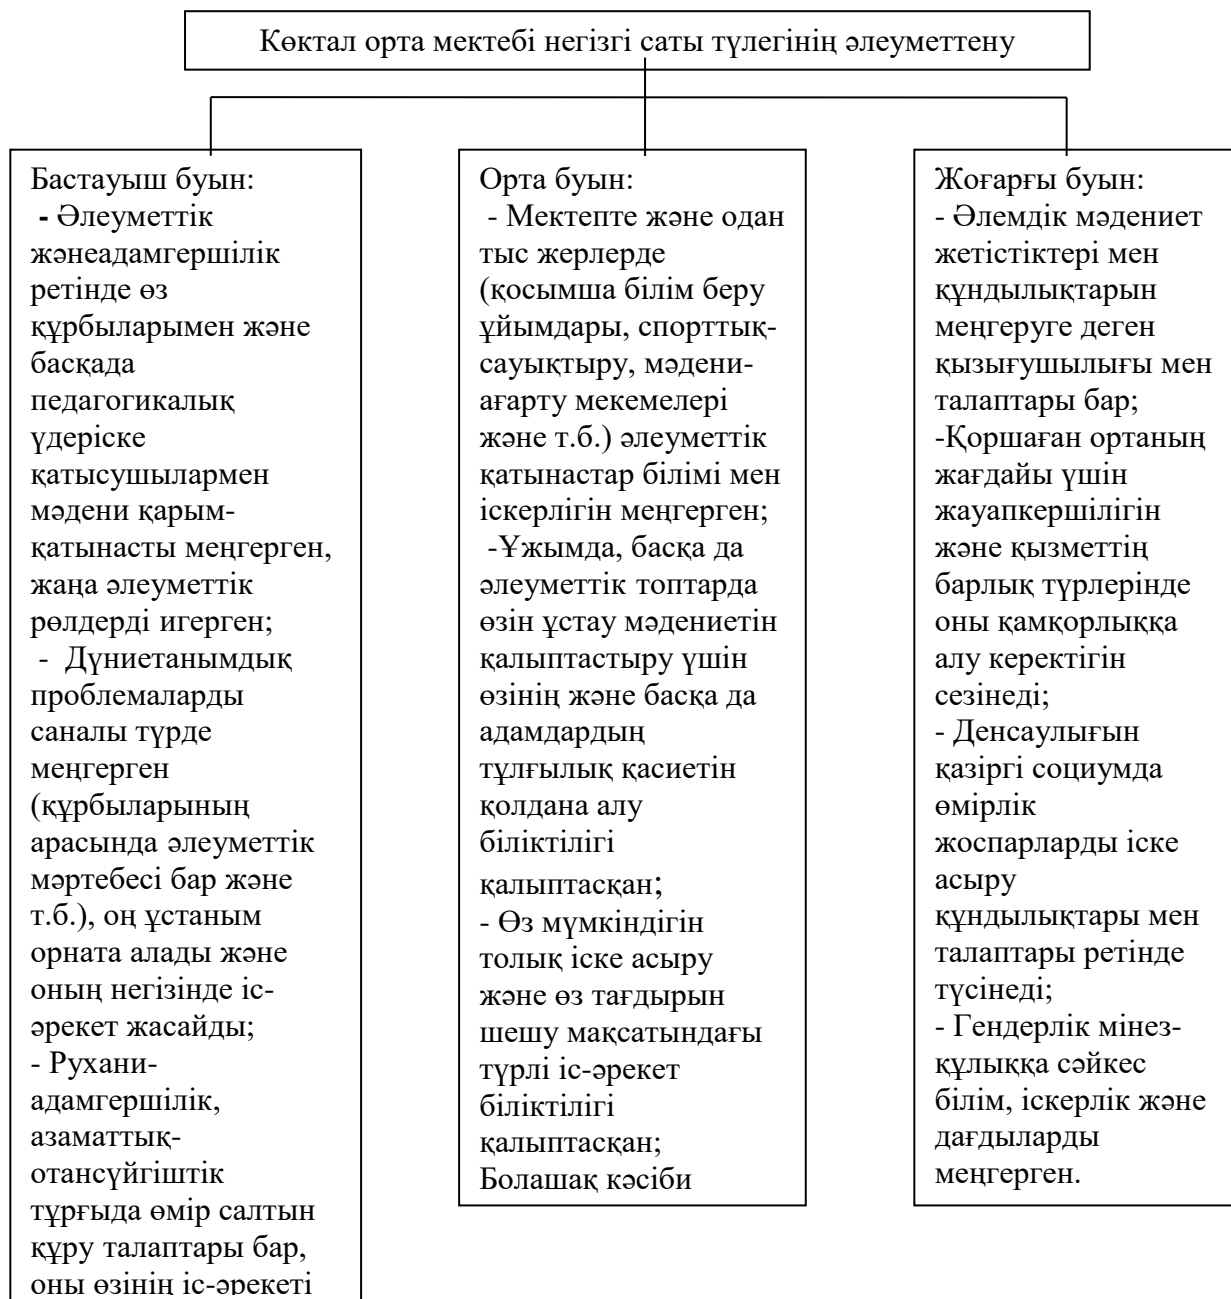 Көктал орта мектебі негізгі саты түлегінің әлеуметтену
Бастауыш буын:
- Әлеуметтік
жәнеадамгершілік
ретінде өз
құрбыларымен және
басқада
педагогикалық
үдеріске
қатысушылармен
мәдени қарым-
қатынасты меңгерген,
жаңа әлеуметтік
рөлдерді игерген;
- Дүниетанымдық
проблемаларды
саналы түрде
меңгерген
(құрбыларының
арасында әлеуметтік
мәртебесі бар және
т.б.), оң ұстаным
орната алады және
оның негізінде іс-
әрекет жасайды;
- Рухани-
адамгершілік,
азаматтық-
отансүйгіштік
тұрғыда өмір салтын
құру талаптары бар,
оны өзінің іс-әрекеті
Орта буын:
- Мектепте және одан
тыс жерлерде
(қосымша білім беру
ұйымдары, спорттық-
сауықтыру, мәдени-
ағарту мекемелері
және т.б.) әлеуметтік
қатынастар білімі мен
іскерлігін меңгерген;
-Ұжымда, басқа да
әлеуметтік топтарда
өзін ұстау мәдениетін
қалыптастыру үшін
өзінің және басқа да
адамдардың
тұлғылық қасиетін
қолдана алу
біліктілігі
қалыптасқан;
- Өз мүмкіндігін
толық іске асыру
және өз тағдырын
шешу мақсатындағы
түрлі іс-әрекет
біліктілігі
қалыптасқан;
Болашақ кәсіби
Жоғарғы буын:
- Әлемдік мәдениет
жетістіктері мен
құндылықтарын
меңгеруге деген
қызығушылығы мен
талаптары бар;
-Қоршаған ортаның
жағдайы үшін
жауапкершілігін
және қызметтің
барлық түрлерінде
оны қамқорлыққа
алу керектігін
сезінеді;
- Денсаулығын
қазіргі социумда
өмірлік
жоспарларды іске
асыру
құндылықтары мен
талаптары ретінде
түсінеді;
- Гендерлік мінез-
құлыққа сәйкес
білім, іскерлік және
дағдыларды
меңгерген.